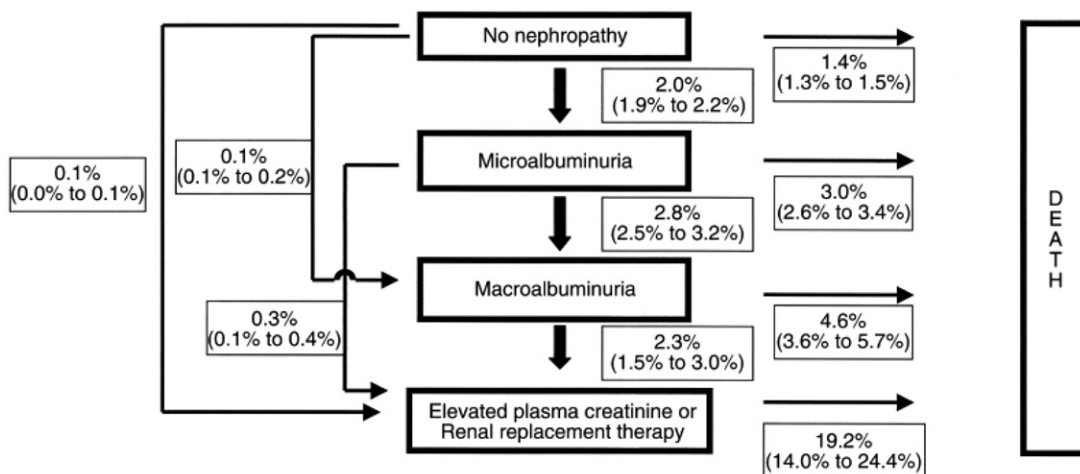 No nephropathy
1.4%
(1.3% to 1.5%)
2.0%
(1.9% to 2.2%)
0.1%
(0.0% to 0.1%)
0.1%
(0.1% to 0.2%)
Microalbuminuria
3.0%
(2.6% to 3.4%)
2.8%
(2.5% to 3.2%)
Macroalbuminuria
0.3%
(0.1% to 0.4%)
4.6%
(3.6% to 5.7%)
2.3%
(1.5% to 3.0%)
Elevated plasma creatinine or
Renal replacement therapy
19.2%
(14.0% to 24.4%)
DEATH